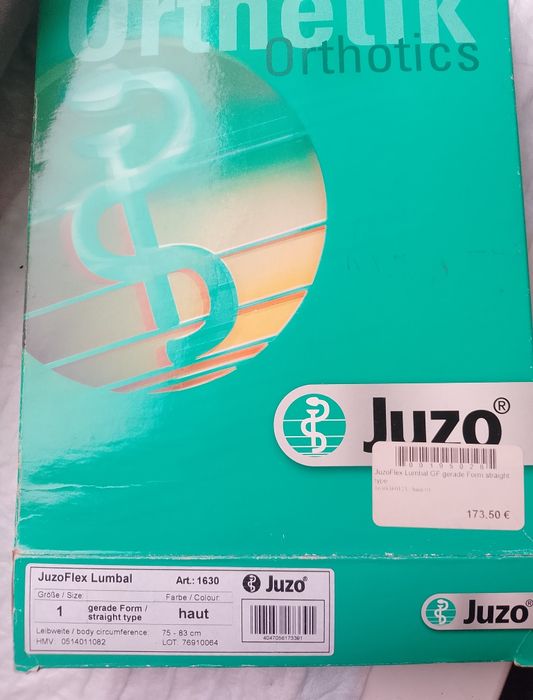 Orthetik
Orthotics
Juzo®
00195028
JuzoFlex Lumbal GF gerade Form straight
type
173,50 €
JuzoFlex Lumbal Art.: 1630
Größe / Size: Farbe / Colour:
1 gerade Form / straight type haut
Leibweite / body circumference: 75 - 83 cm
HMV 0514011082 LOT: 76910064
Juzo®
4047056173391
Juzo®